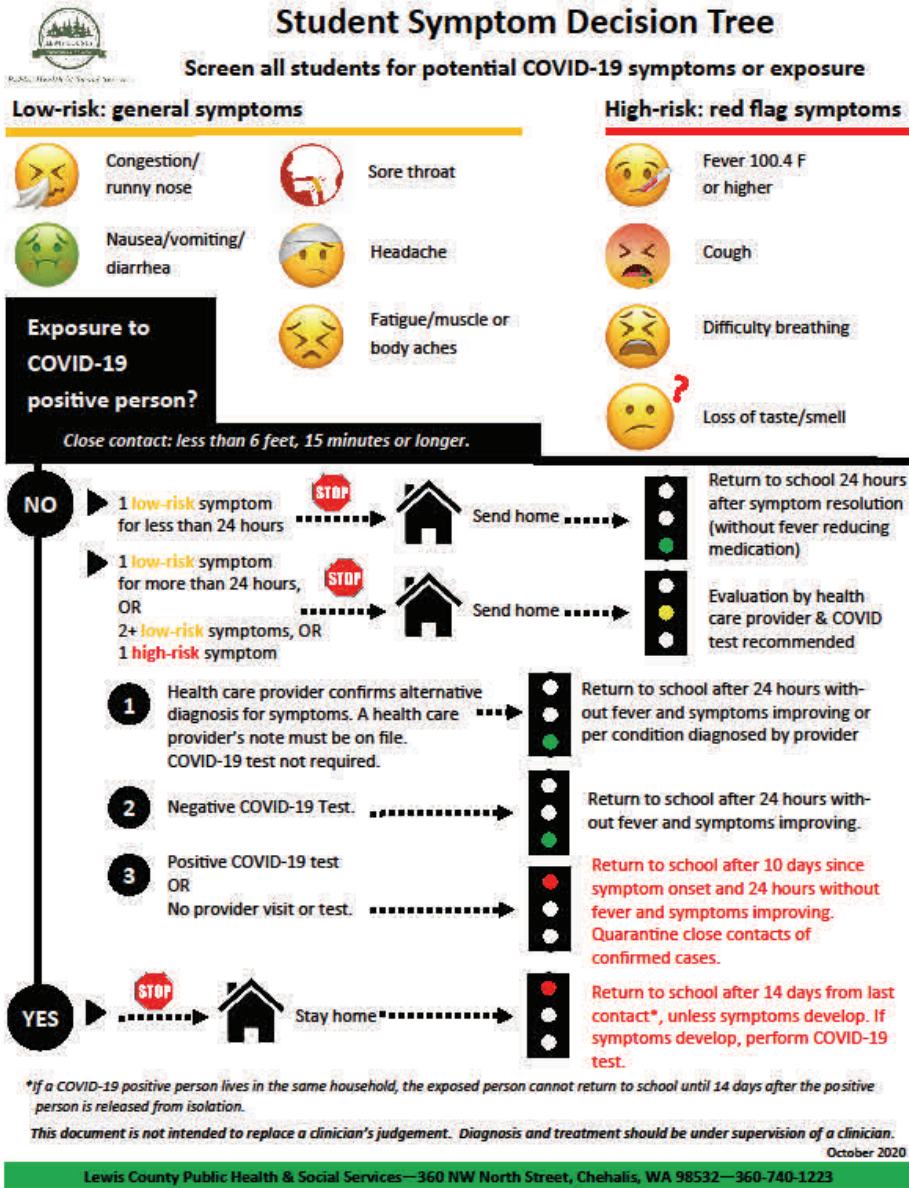 LEWIS COUNTY
Student Symptom Decision Tree
Screen all students for potential COVID-19 symptoms or exposure
Low-risk: general symptoms
High-risk: red flag symptoms
Congestion/
runny nose
Sore throat
Fever 100.4 F
or higher
Nausea/vomiting/
diarrhea
Headache
Cough
Fatigue/muscle or
body aches
Difficulty breathing
?
Loss of taste/smell
Exposure to
COVID-19
positive person?
Close contact: less than 6 feet, 15 minutes or longer.
NO
1 low-risk symptom
for less than 24 hours
STOP
Send home
Return to school 24 hours
after symptom resolution
(without fever reducing
medication)
1 low-risk symptom
for more than 24 hours,
OR
2+ low-risk symptoms, OR
1 high-risk symptom
STOP
Send home
Evaluation by health
care provider & COVID
test recommended
1
Health care provider confirms alternative
diagnosis for symptoms. A health care
provider's note must be on file.
COVID-19 test not required.
Return to school after 24 hours with-
out fever and symptoms improving or
per condition diagnosed by provider
2
Negative COVID-19 Test.
Return to school after 24 hours with-
out fever and symptoms improving.
3
Positive COVID-19 test
OR
No provider visit or test.
Return to school after 10 days since
symptom onset and 24 hours without
fever and symptoms improving.
Quarantine close contacts of
confirmed cases.
YES
STOP
Stay home
Return to school after 14 days from last
contact*, unless symptoms develop. If
symptoms develop, perform COVID-19
test.
*If a COVID-19 positive person lives in the same household, the exposed person cannot return to school until 14 days after the positive
person is released from isolation.
This document is not intended to replace a clinician's judgement. Diagnosis and treatment should be under supervision of a clinician.
October 2020
Lewis County Public Health & Social Services—360 NW North Street, Chehalis, WA 98532—360-740-1223